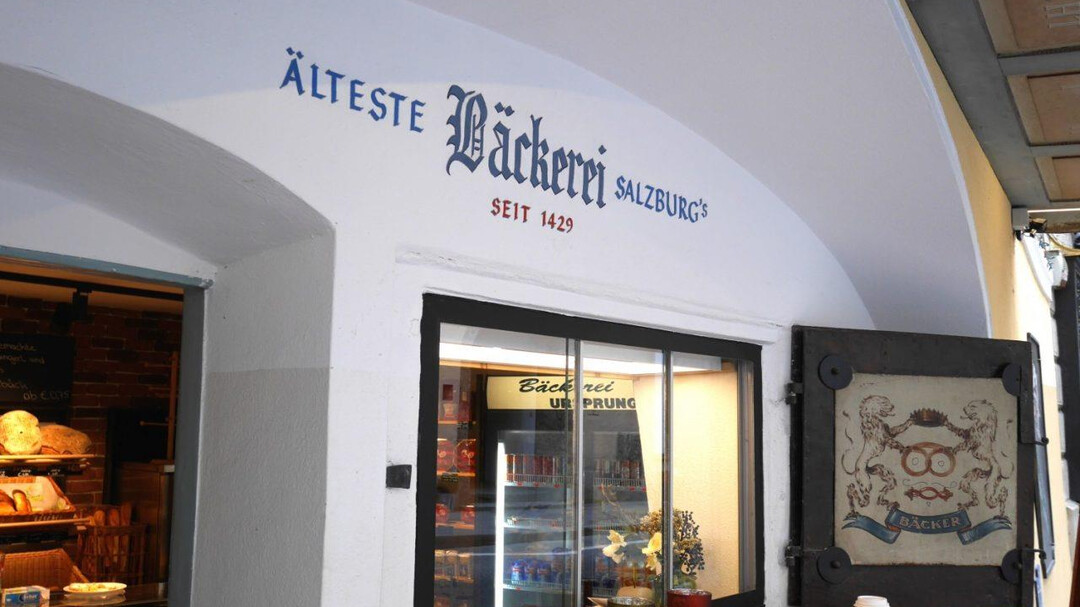 ÄLTESTE Bäckerei SALZBURG's
SEIT 1429
Bäckerei
URSPRUNG
BÄCKER